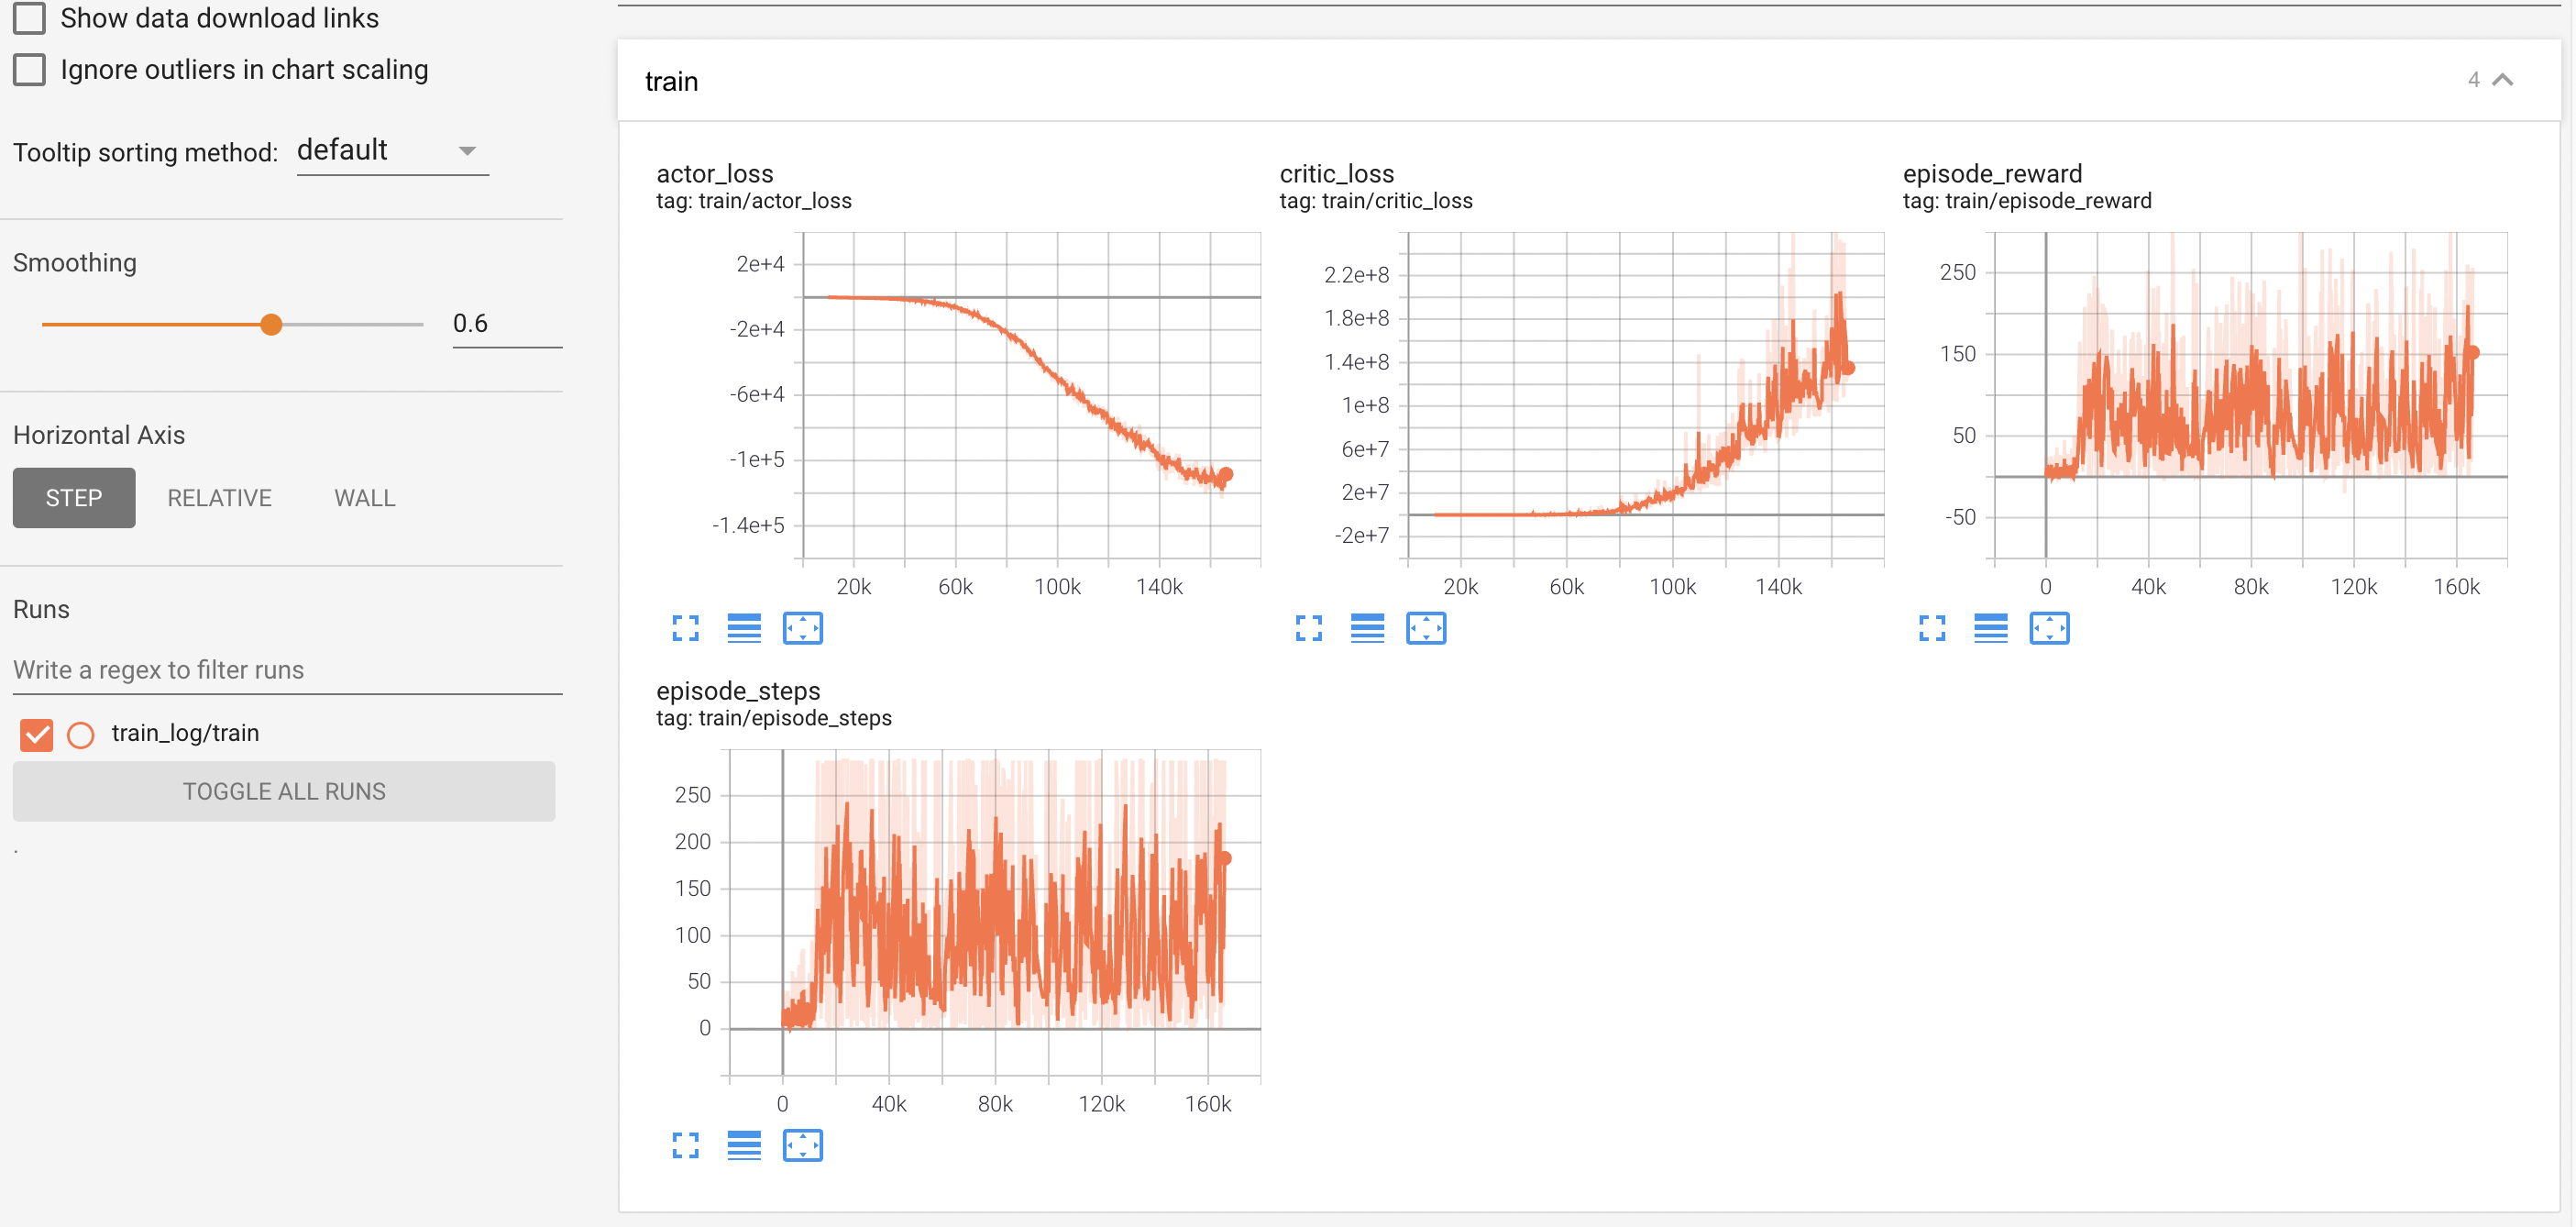 Show data download links
Ignore outliers in chart scaling
Tooltip sorting method: default
Smoothing
0.6
Horizontal Axis
STEP RELATIVE WALL
Runs
Write a regex to filter runs
train_log/train
TOGGLE ALL RUNS
.
train
4
actor_loss
tag: train/actor_loss
2e+4
-2e+4
-6e+4
-1e+5
-1.4e+5
20k 60k 100k 140k
critic_loss
tag: train/critic_loss
2.2e+8
1.8e+8
1.4e+8
1e+8
6e+7
2e+7
-2e+7
20k 60k 100k 140k
episode_reward
tag: train/episode_reward
250
150
50
-50
0 40k 80k 120k 160k
episode_steps
tag: train/episode_steps
250
200
150
100
50
0
0 40k 80k 120k 160k